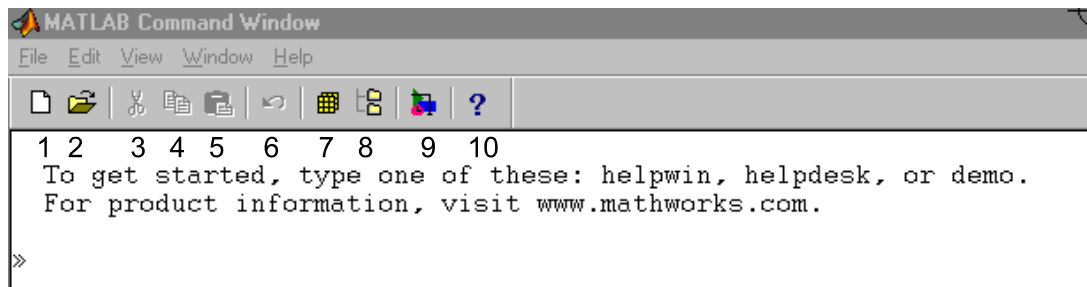 MATLAB Command Window
File Edit View Window Help
?
1 2 3 4 5 6 7 8 9 10
To get started, type one of these: helpwin, helpdesk, or demo.
For product information, visit www.mathworks.com.
»